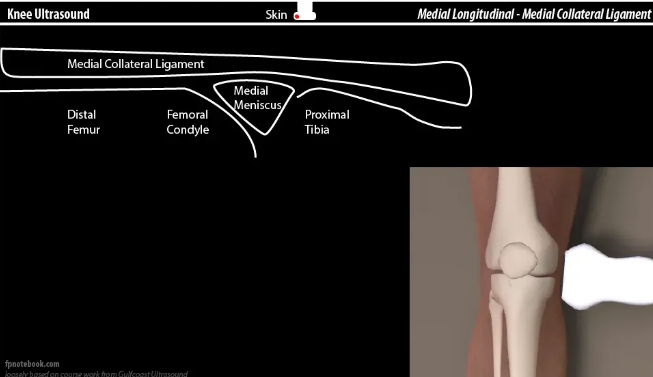 Knee Ultrasound
Skin
Medial Longitudinal - Medial Collateral Ligament
Medial Collateral Ligament
Medial
Meniscus
Distal
Femur
Femoral
Condyle
Proximal
Tibia
fpnotebook.com
loosely based on course work from Gulfcoast Ultrasound